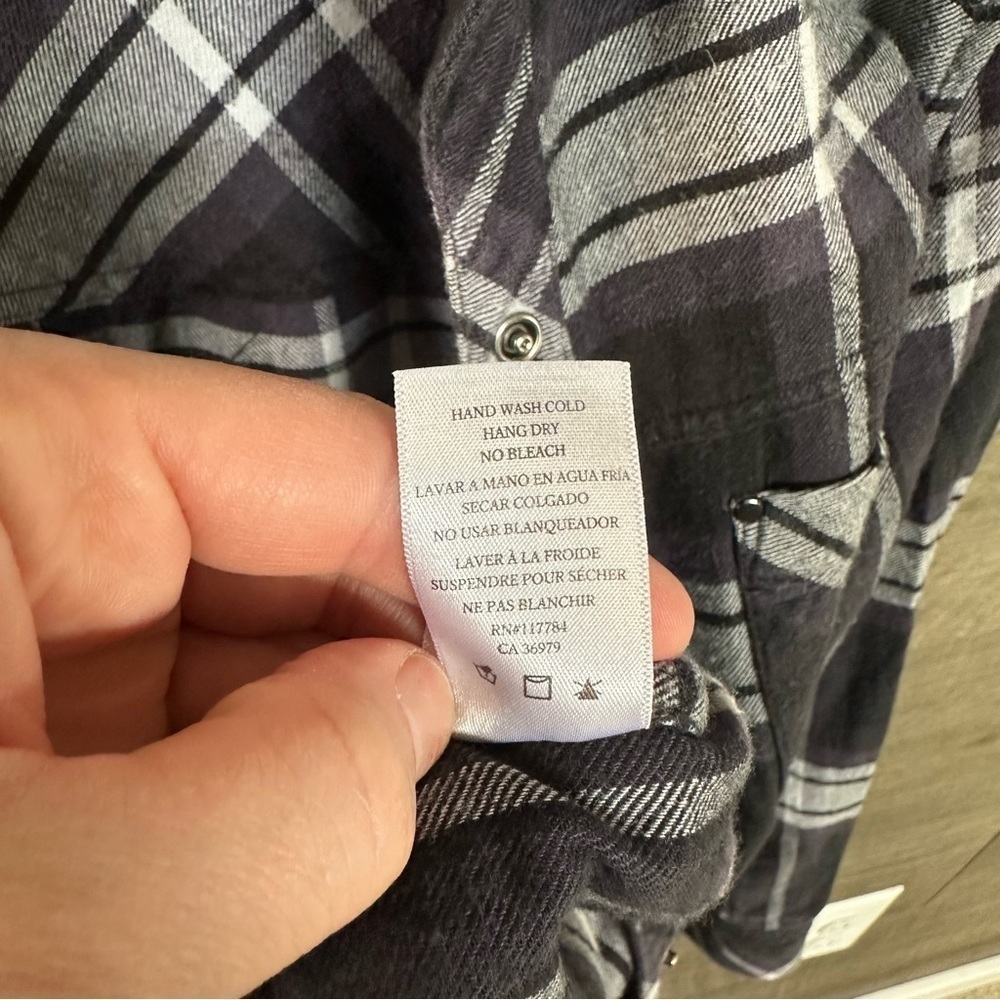 HAND WASH COLD
HANG DRY
NO BLEACH
LAVAR A MANO EN AGUA FRÍA
SECAR COLGADO
NO USAR BLANQUEADOR
LAVER À LA FROIDE
SUSPENDRE POUR SÉCHER
NE PAS BLANCHIR
RN#117784
CA 36979